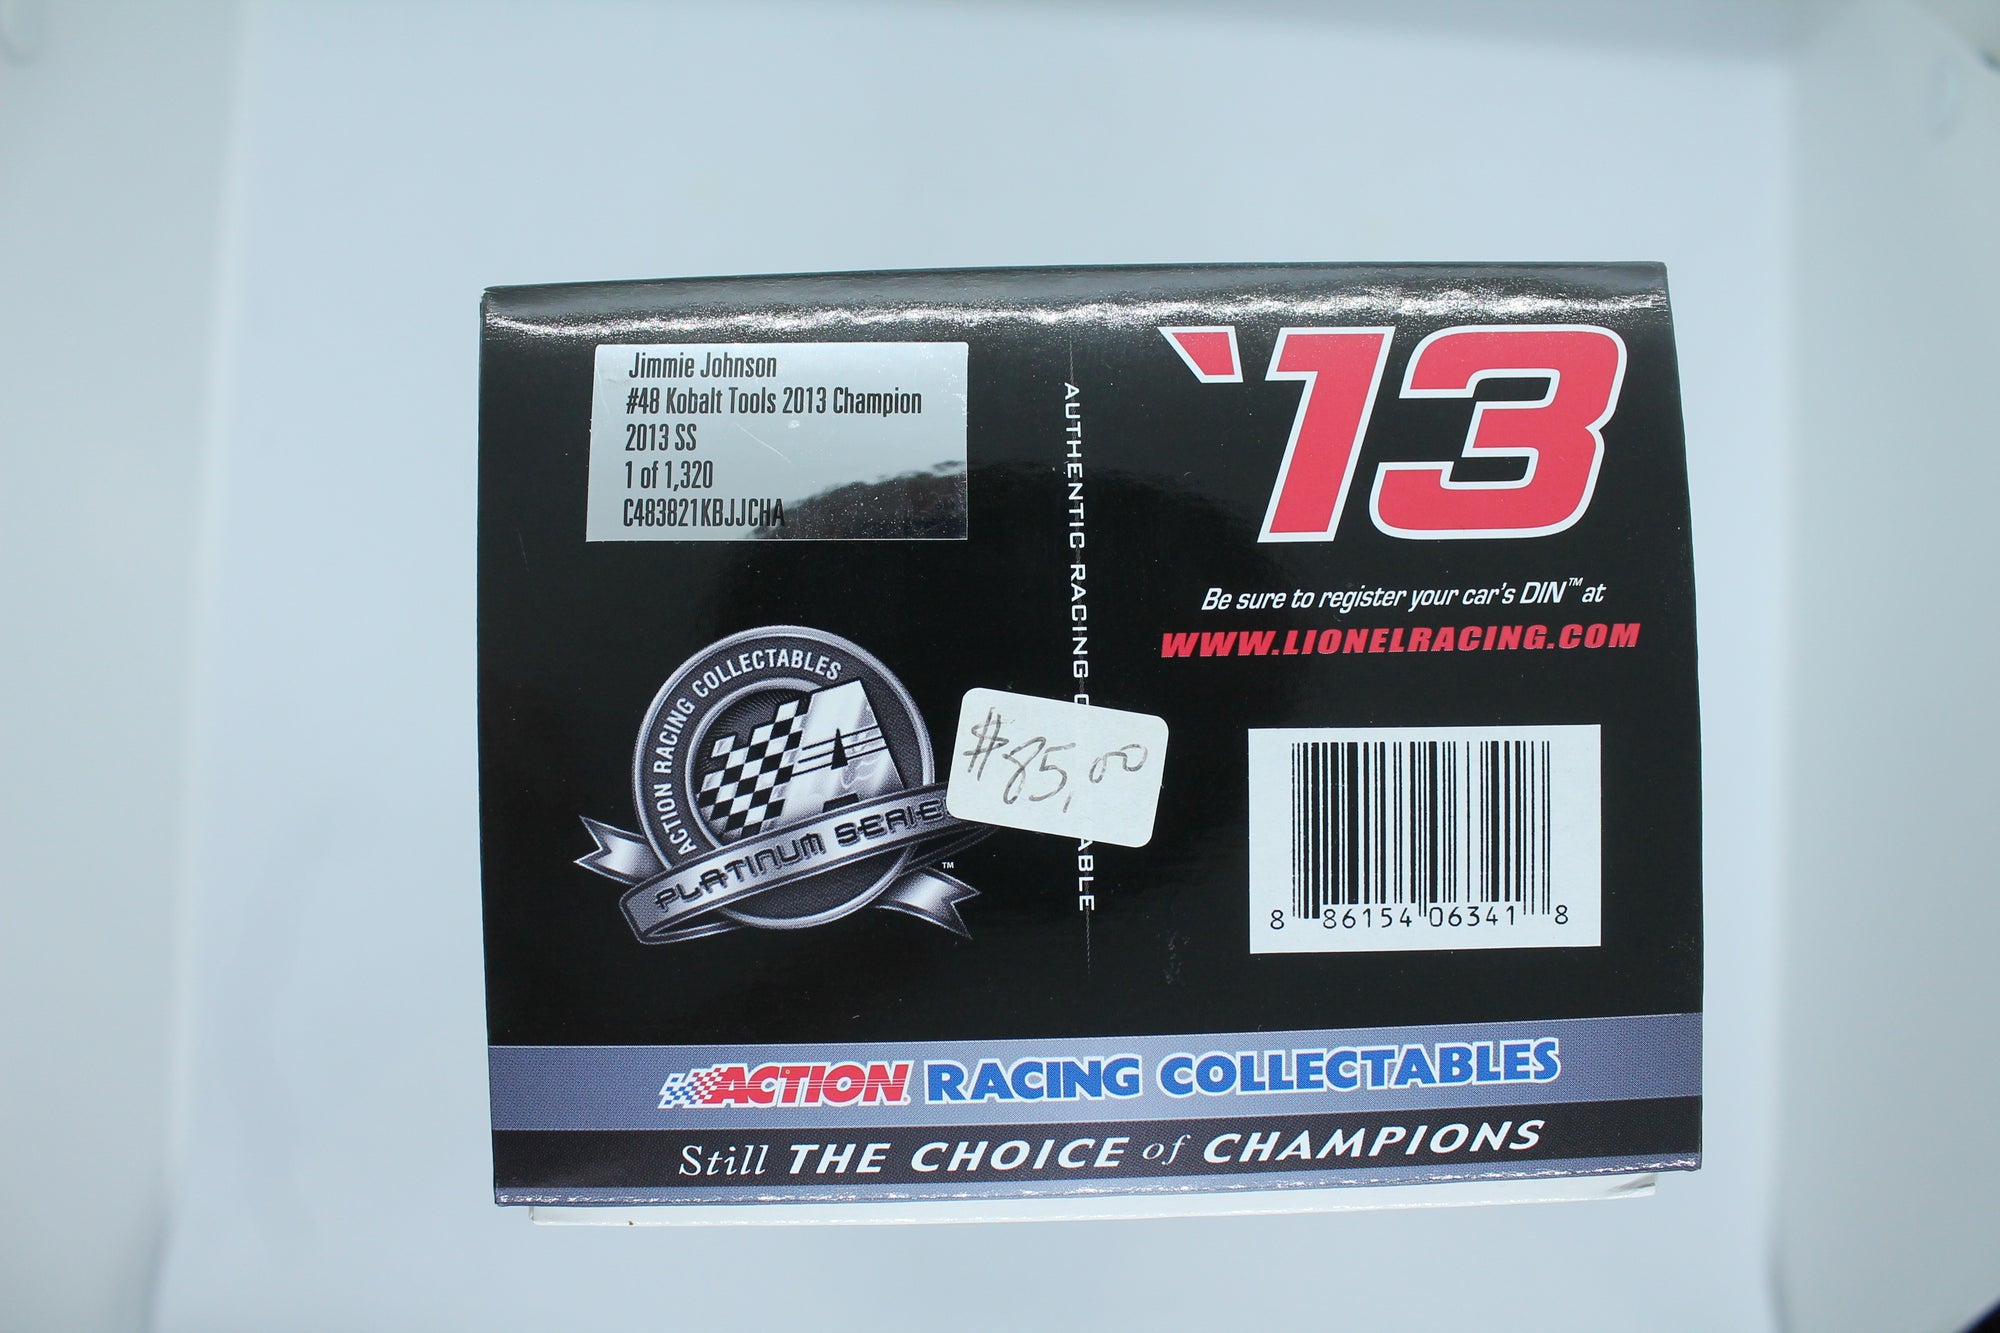 Jimmie Johnson
#48 Kobalt Tools 2013 Champion
2013 SS
1 of 1,320
C483821KBJJCHA
'13
Be sure to register your car's DIN™ at
WWW.LIONELRACING.COM
AUTHENTIC RACING
ACTION RACING COLLECTABLES
A
PLATINUM SERIE
™
#85,00
8 86154 06341 8
ACTION RACING COLLECTABLES
Still THE CHOICE of CHAMPIONS